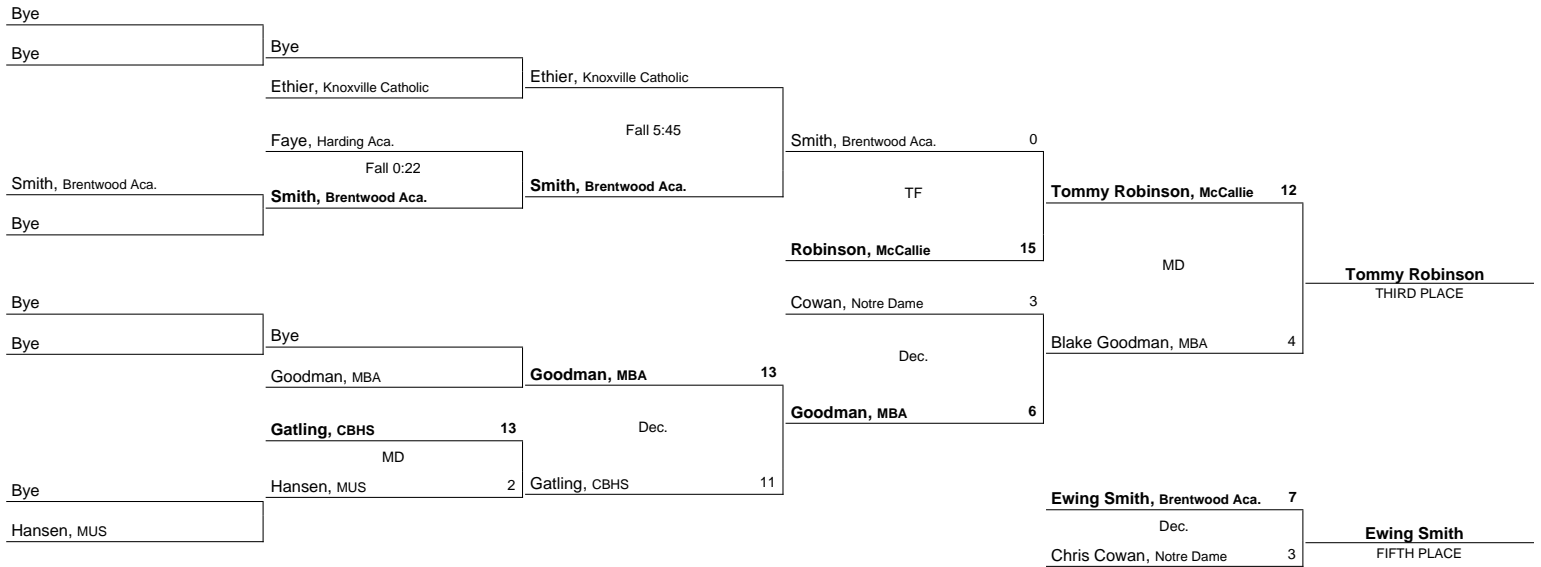 Bye
Bye
Smith, Brentwood Aca.
Bye
Bye
Bye
Bye
Hansen, MUS
Bye
Ethier, Knoxville Catholic
Faye, Harding Aca.
Fall 0:22
Smith, Brentwood Aca.
Bye
Goodman, MBA
Gatling, CBHS 13
MD
Hansen, MUS 2
Ethier, Knoxville Catholic
Fall 5:45
Smith, Brentwood Aca.
Goodman, MBA 13
Dec.
Gatling, CBHS 11
Smith, Brentwood Aca. 0
TF
Robinson, McCallie 15
Cowan, Notre Dame 3
Dec.
Goodman, MBA 6
Tommy Robinson, McCallie 12
MD
Blake Goodman, MBA 4
Ewing Smith, Brentwood Aca. 7
Dec.
Chris Cowan, Notre Dame 3
Tommy Robinson
THIRD PLACE
Ewing Smith
FIFTH PLACE